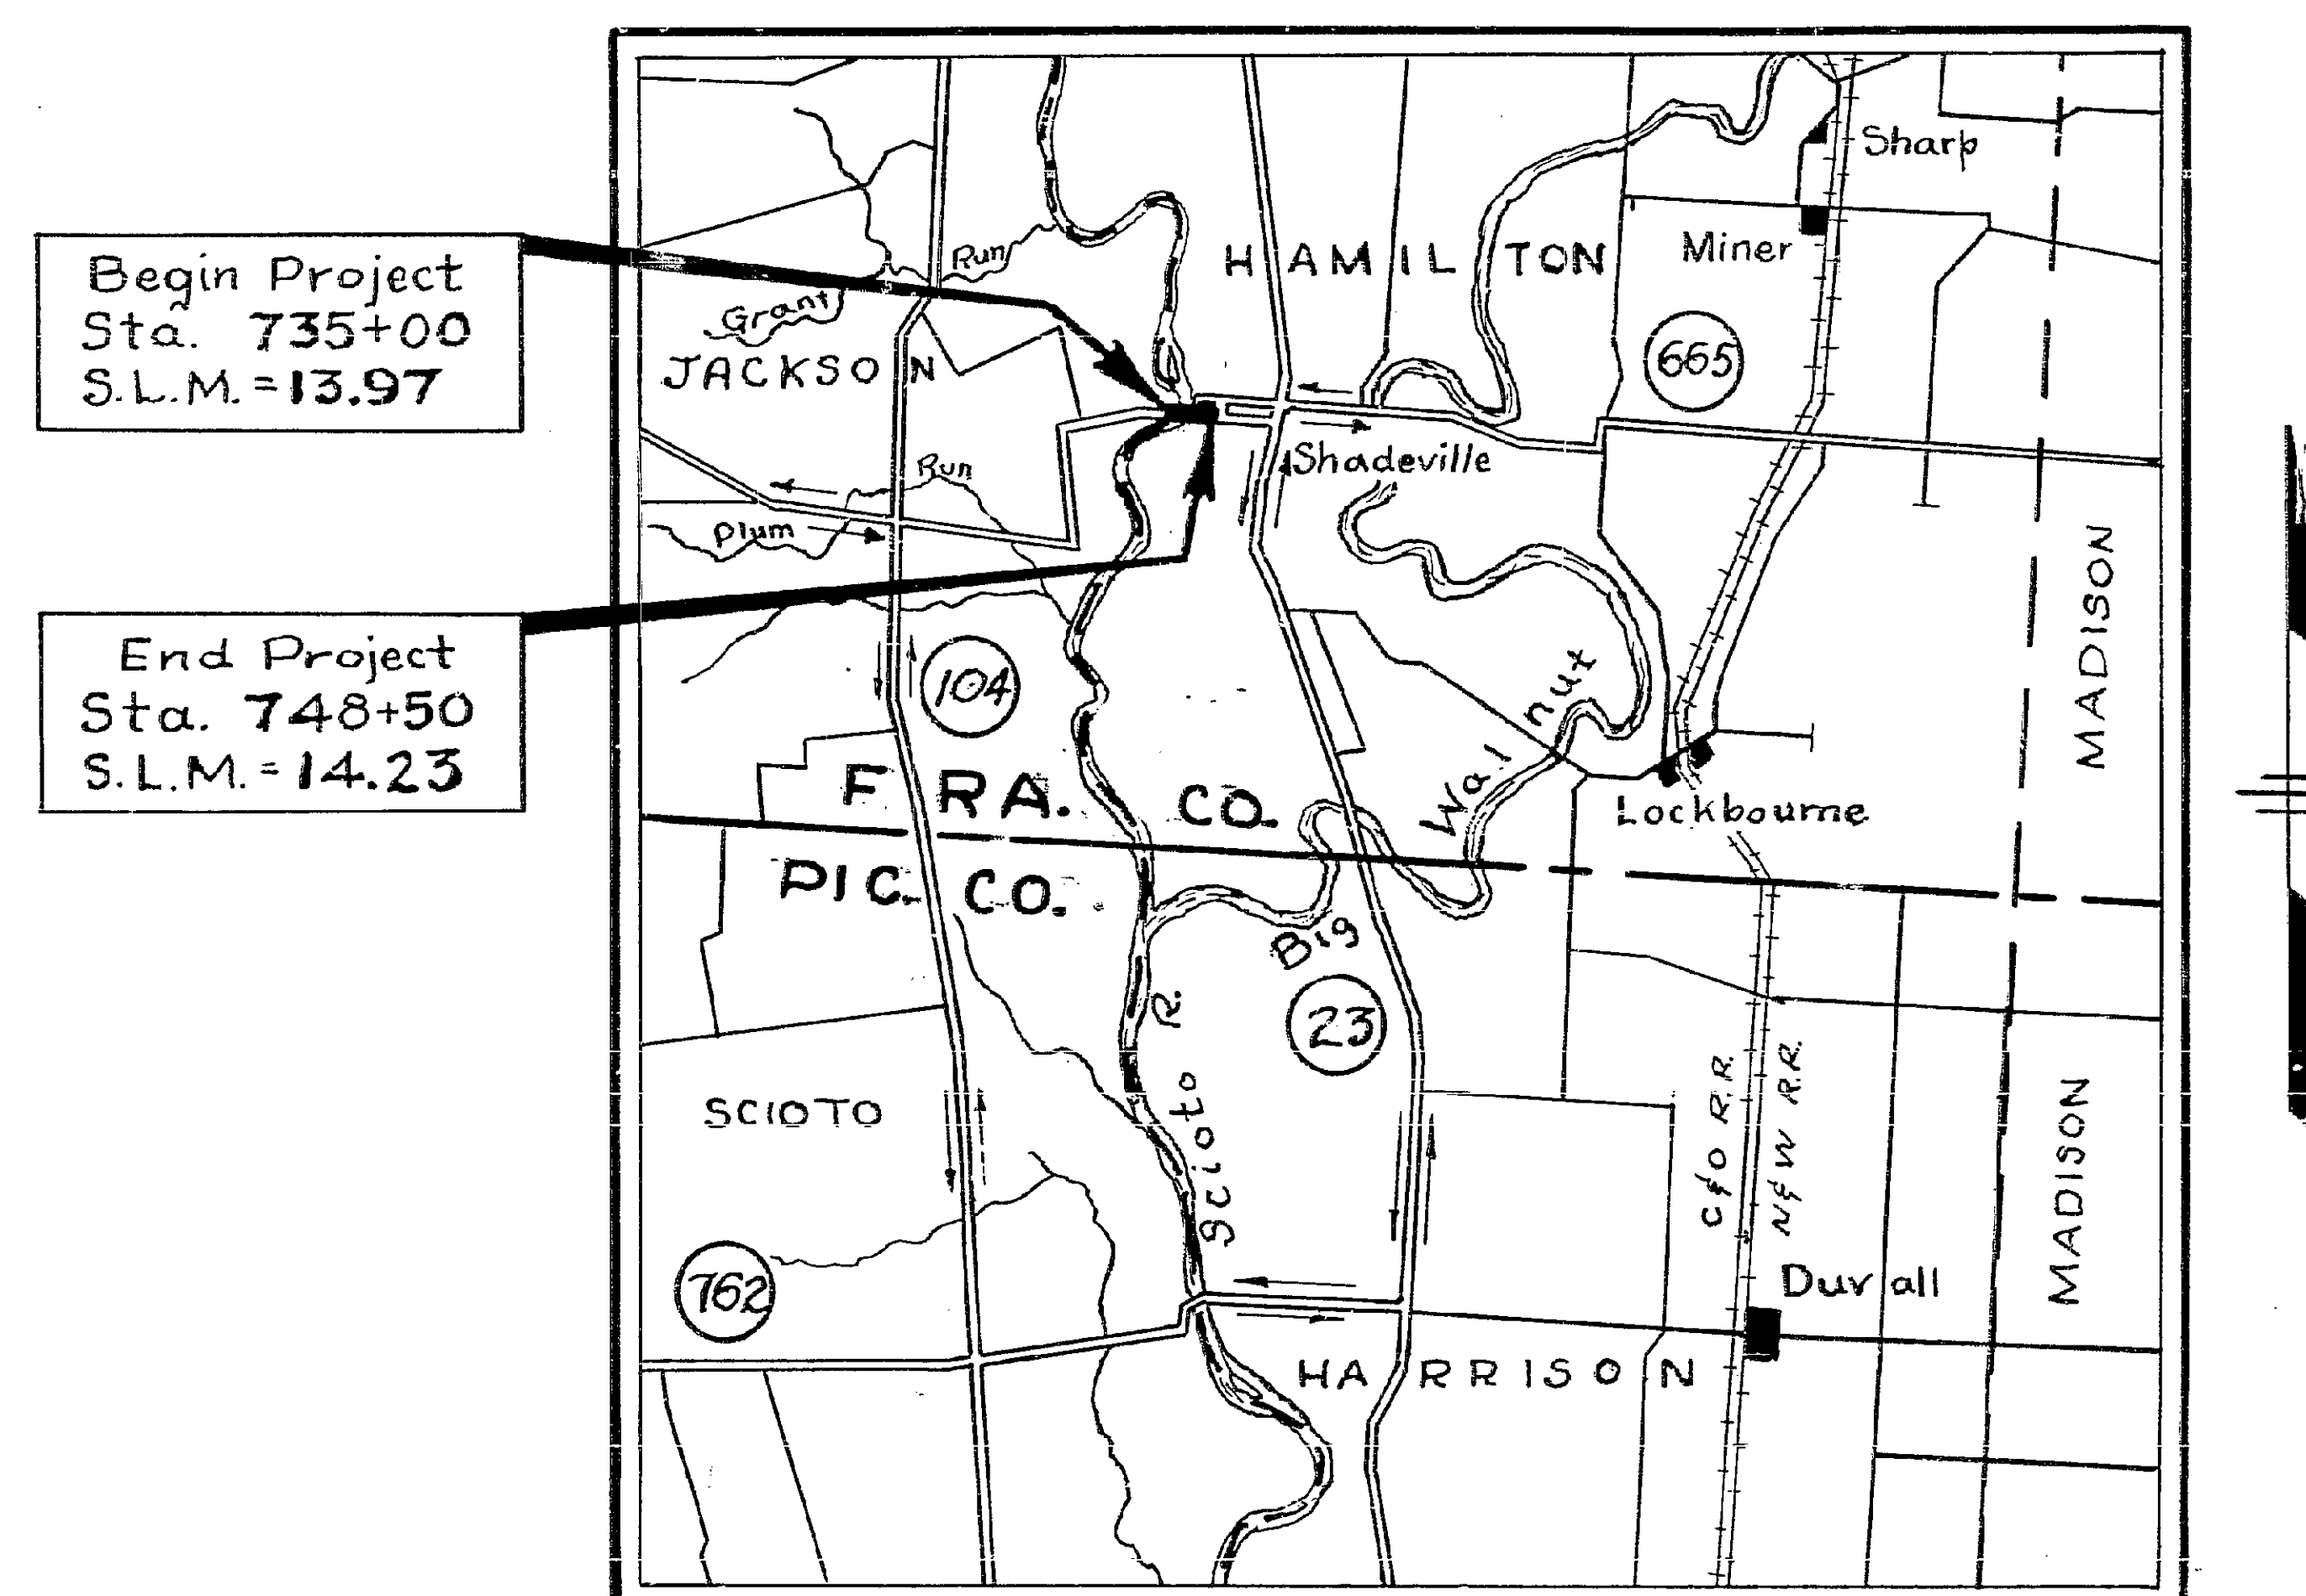 Begin Project
Sta. 735+00
S.L.M. = 13.97
End Project
Sta. 748+50
S.L.M. = 14.23
Sharp
Run
HAMILTON
Miner
Grant
JACKSON
665
Shadeville
Run
Plum
MADISON
104
Big Walnut
FRA. CO.
Lockbourne
PIC. CO.
Scioto R.
23
C&O R.R.
N&W R.R.
SCIOTO
MADISON
762
Duvall
HARRISON